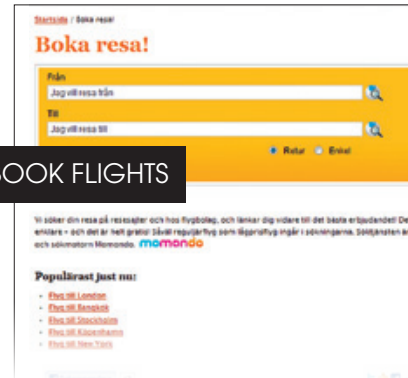 Startsida / Boka resa!
Boka resa!
Från
Jag vill resa från
Till
Jag vill resa till
Retur Enkel
BOOK FLIGHTS
Vi söker din resa på resesajter och hos flygbolag, och länkar dig vidare till det bästa erbjudandet! De
enklare – och det är helt gratis! Såväl reguljärflyg som lågprisflyg ingår i sökningarna. Söktjänsten är
och sökmotorn Momondo. momondo
Populärast just nu:
Flyg till London
Flyg till Bangkok
Flyg till Stockholm
Flyg till Köpenhamn
Flyg till New York